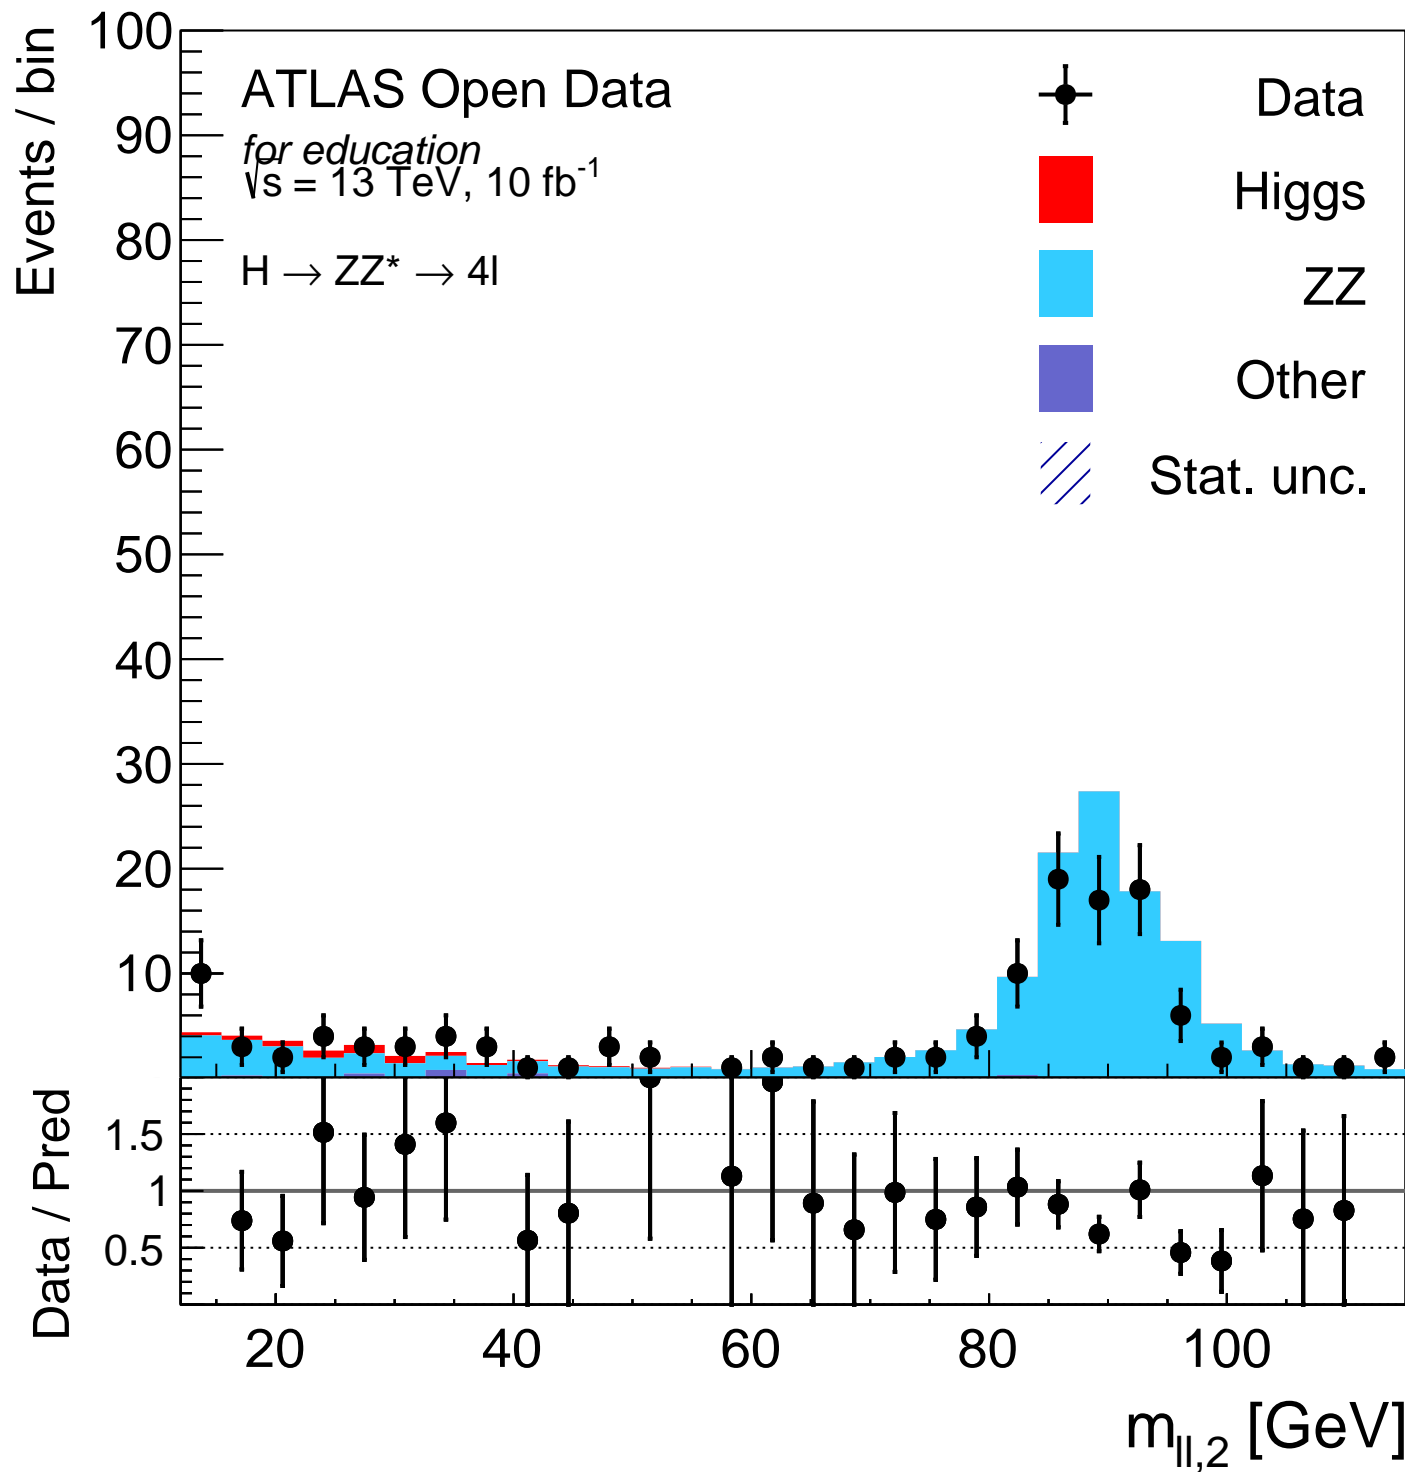 Events / bin
100
90
80
70
60
50
40
30
20
10
ATLAS Open Data
for education
√s = 13 TeV, 10 fb⁻¹
H → ZZ* → 4l
Data
Higgs
ZZ
Other
Stat. unc.
Data / Pred
1.5
1
0.5
20 40 60 80 100
m_{ll,2} [GeV]